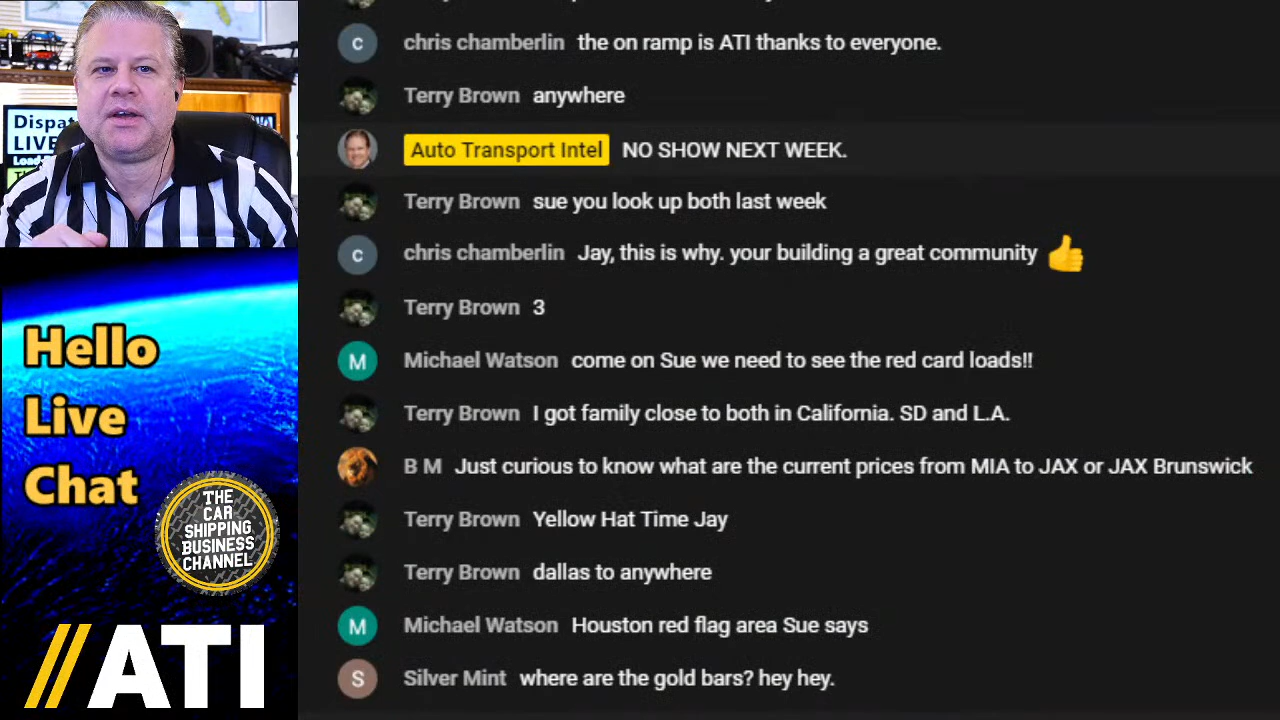 chris chamberlin the on ramp is ATI thanks to everyone.
Terry Brown anywhere
Auto Transport Intel NO SHOW NEXT WEEK.
Terry Brown sue you look up both last week
chris chamberlin Jay, this is why. your building a great community 👍
Terry Brown 3
Michael Watson come on Sue we need to see the red card loads!!
Terry Brown I got family close to both in California. SD and L.A.
B M Just curious to know what are the current prices from MIA to JAX or JAX Brunswick
Terry Brown Yellow Hat Time Jay
Terry Brown dallas to anywhere
Michael Watson Houston red flag area Sue says
Silver Mint where are the gold bars? hey hey.
C
C
M
M
S
Dispa
LIVE
Load
Hello
Live
Chat
THE
CAR
SHIPPING
BUSINESS
CHANNEL
//ATI